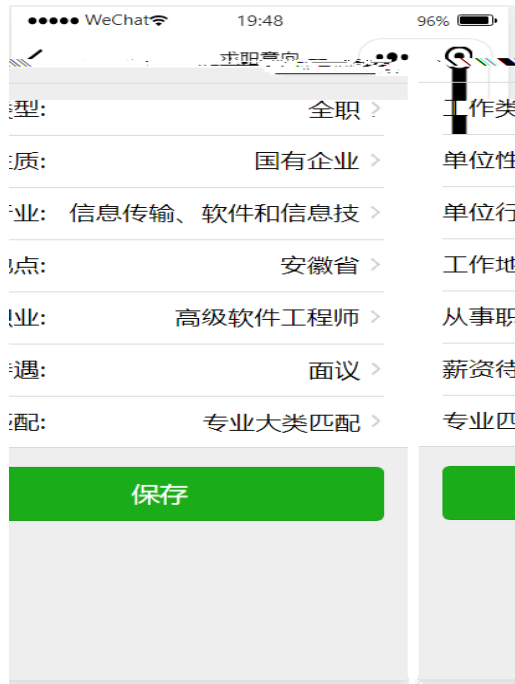 WeChat 19:48 96%
求职意向
型: 全职 工作类
质: 国有企业 单位性
业: 信息传输、软件和信息技 单位行
点: 安徽省 工作地
业: 高级软件工程师 从事职
遇: 面议 薪资待
配: 专业大类匹配 专业匹
保存